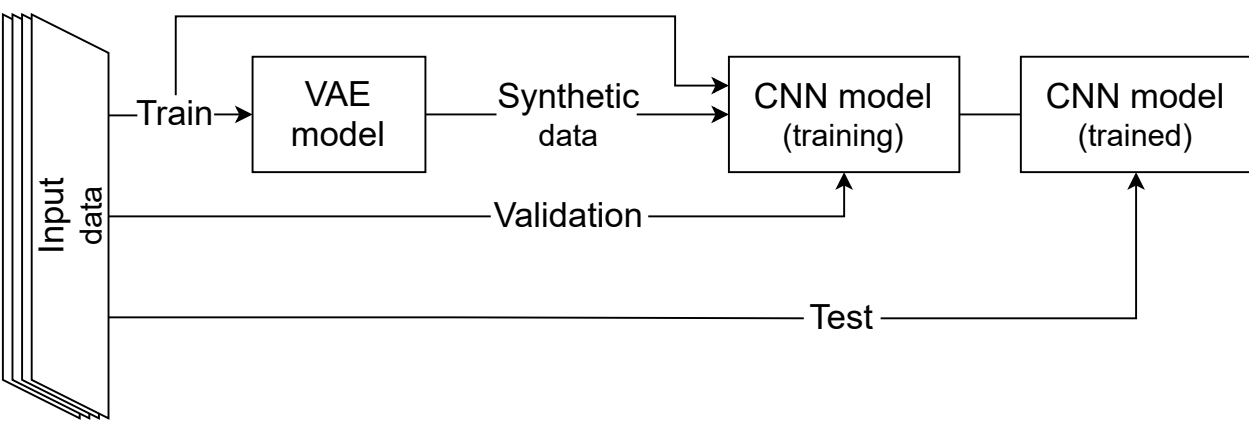 Input
data
Train
VAE
model
Synthetic
data
CNN model
(training)
CNN model
(trained)
Validation
Test